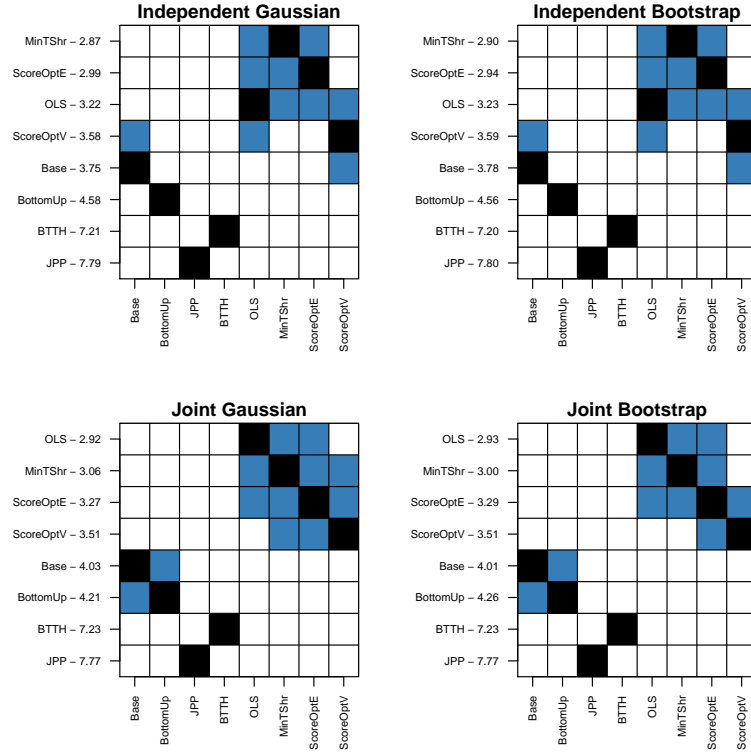 Independent Gaussian
MinTShr − 2.87
ScoreOptE − 2.99
OLS − 3.22
ScoreOptV − 3.58
Base − 3.75
BottomUp − 4.58
BTTH − 7.21
JPP − 7.79
Base
BottomUp
JPP
BTTH
OLS
MinTShr
ScoreOptE
ScoreOptV
Independent Bootstrap
MinTShr − 2.90
ScoreOptE − 2.94
OLS − 3.23
ScoreOptV − 3.59
Base − 3.78
BottomUp − 4.56
BTTH − 7.20
JPP − 7.80
Base
BottomUp
JPP
BTTH
OLS
MinTShr
ScoreOptE
ScoreOptV
Joint Gaussian
OLS − 2.92
MinTShr − 3.06
ScoreOptE − 3.27
ScoreOptV − 3.51
Base − 4.03
BottomUp − 4.21
BTTH − 7.23
JPP − 7.77
Base
BottomUp
JPP
BTTH
OLS
MinTShr
ScoreOptE
ScoreOptV
Joint Bootstrap
OLS − 2.93
MinTShr − 3.00
ScoreOptE − 3.29
ScoreOptV − 3.51
Base − 4.01
BottomUp − 4.26
BTTH − 7.23
JPP − 7.77
Base
BottomUp
JPP
BTTH
OLS
MinTShr
ScoreOptE
ScoreOptV